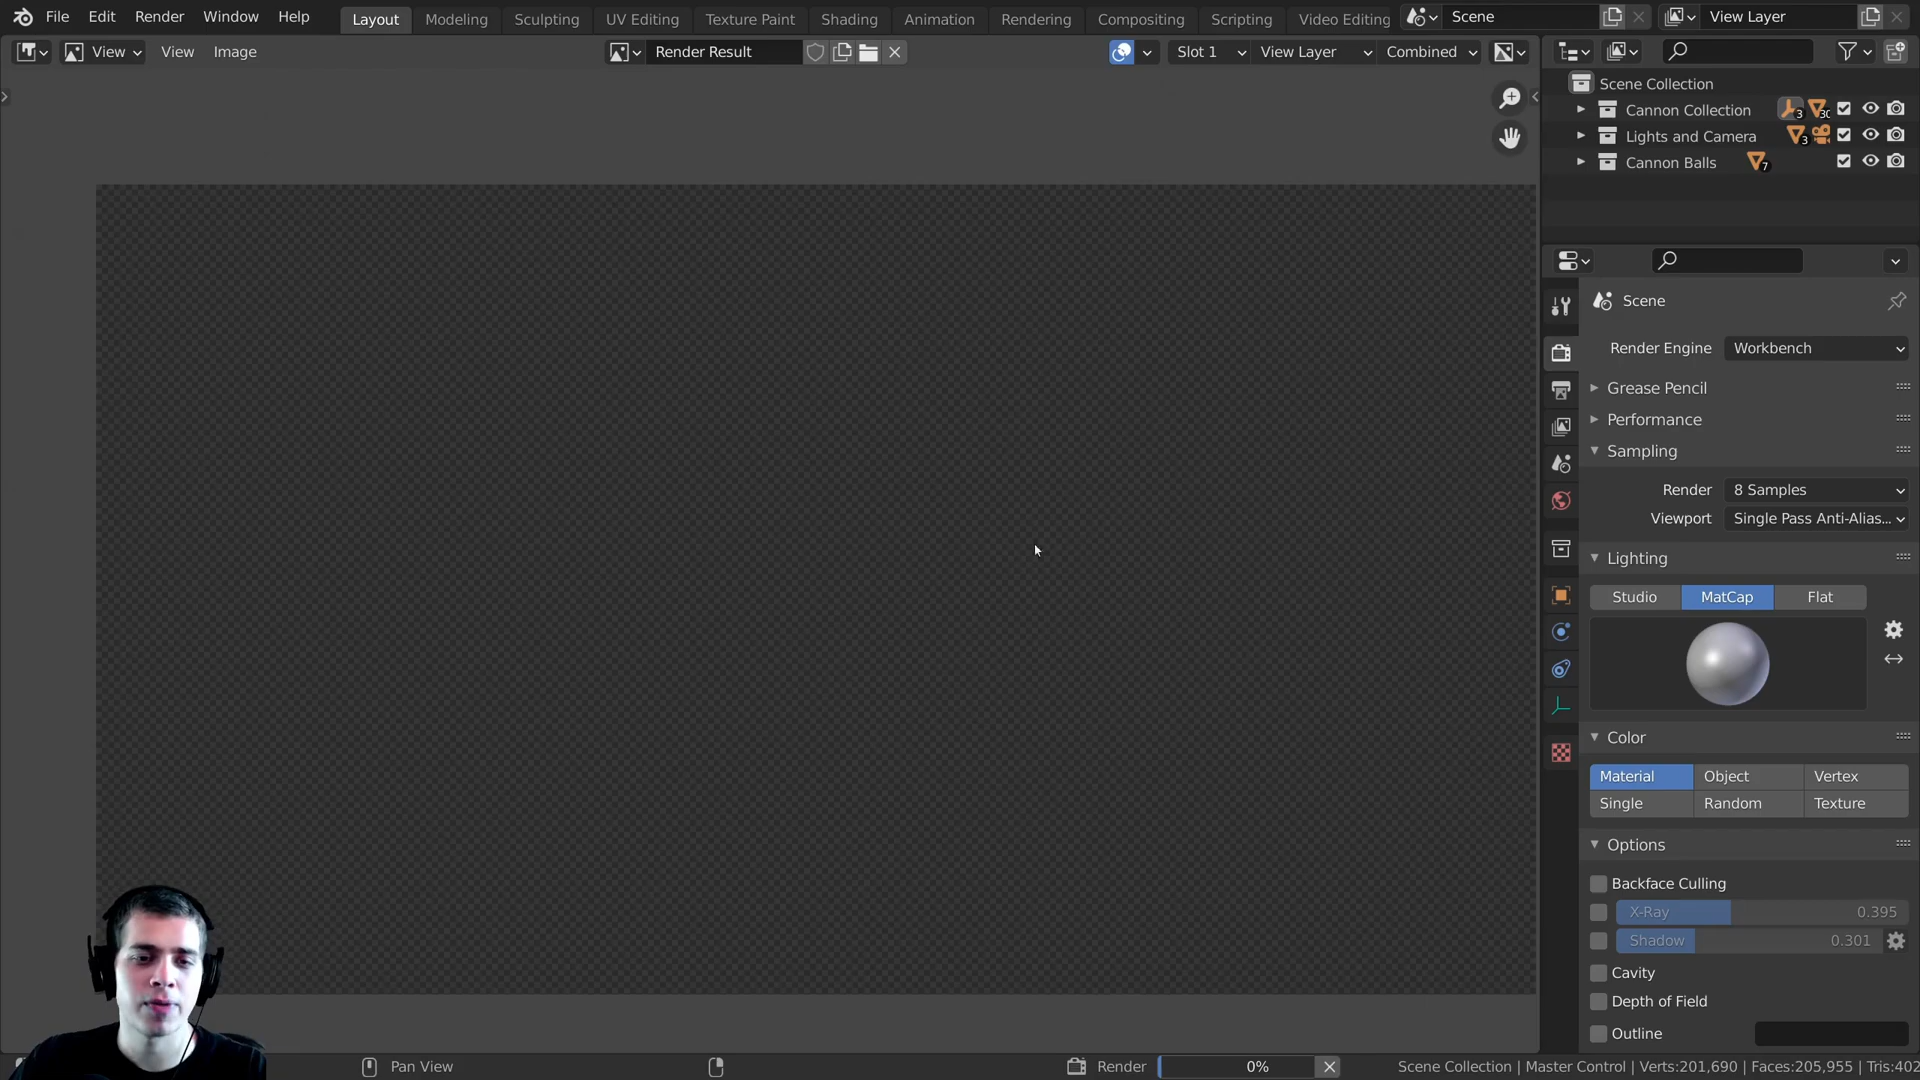 File Edit Render Window Help Layout Modeling Sculpting UV Editing Texture Paint Shading Animation Rendering Compositing Scripting Video Editing Scene View Layer
View View Image Render Result Slot 1 View Layer Combined
Scene Collection
Cannon Collection 3 30
Lights and Camera 3
Cannon Balls 7
Scene
Render Engine Workbench
Grease Pencil
Performance
Sampling
Render 8 Samples
Viewport Single Pass Anti-Alias...
Lighting
Studio MatCap Flat
Color
Material Object Vertex
Single Random Texture
Options
Backface Culling
X-Ray 0.395
Shadow 0.301
Cavity
Depth of Field
Outline
Pan View Render 0% Scene Collection | Master Control | Verts:201,690 | Faces:205,955 | Tris:402